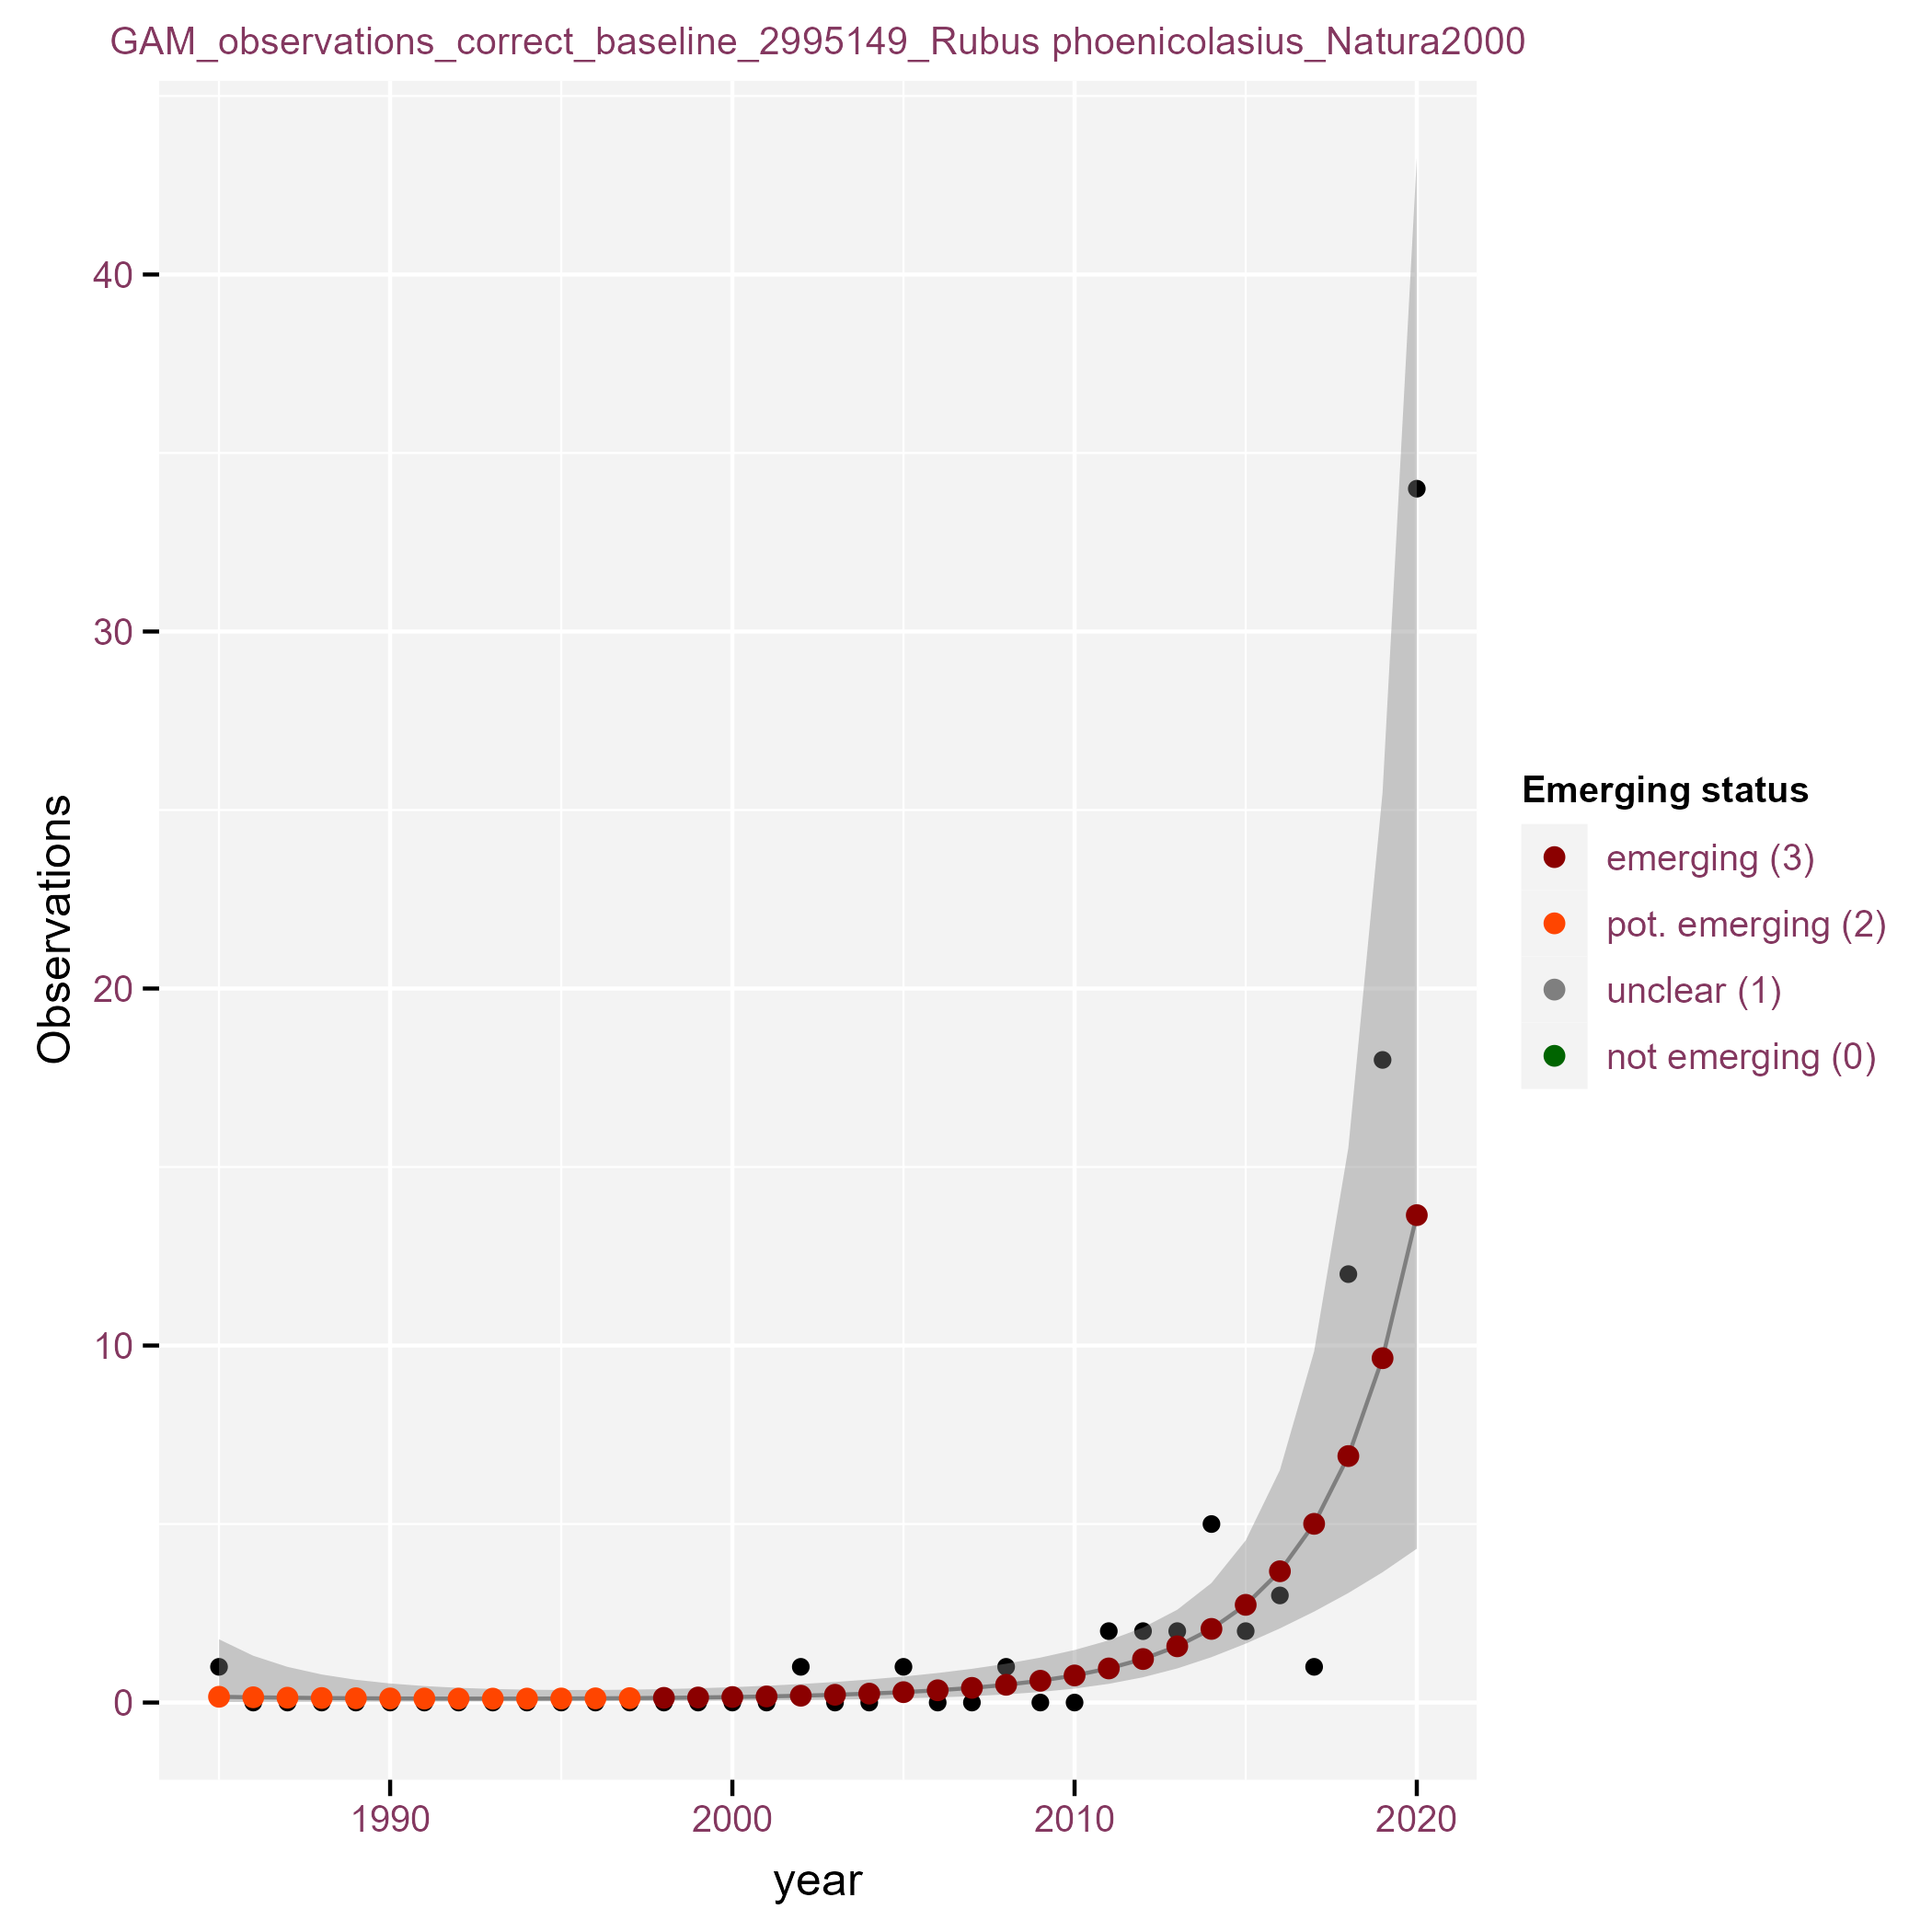 GAM_observations_correct_baseline_2995149_Rubus phoenicolasius_Natura2000
40
30
20
10
0
Observations
1990
2000
2010
2020
year
Emerging status
emerging (3)
pot. emerging (2)
unclear (1)
not emerging (0)